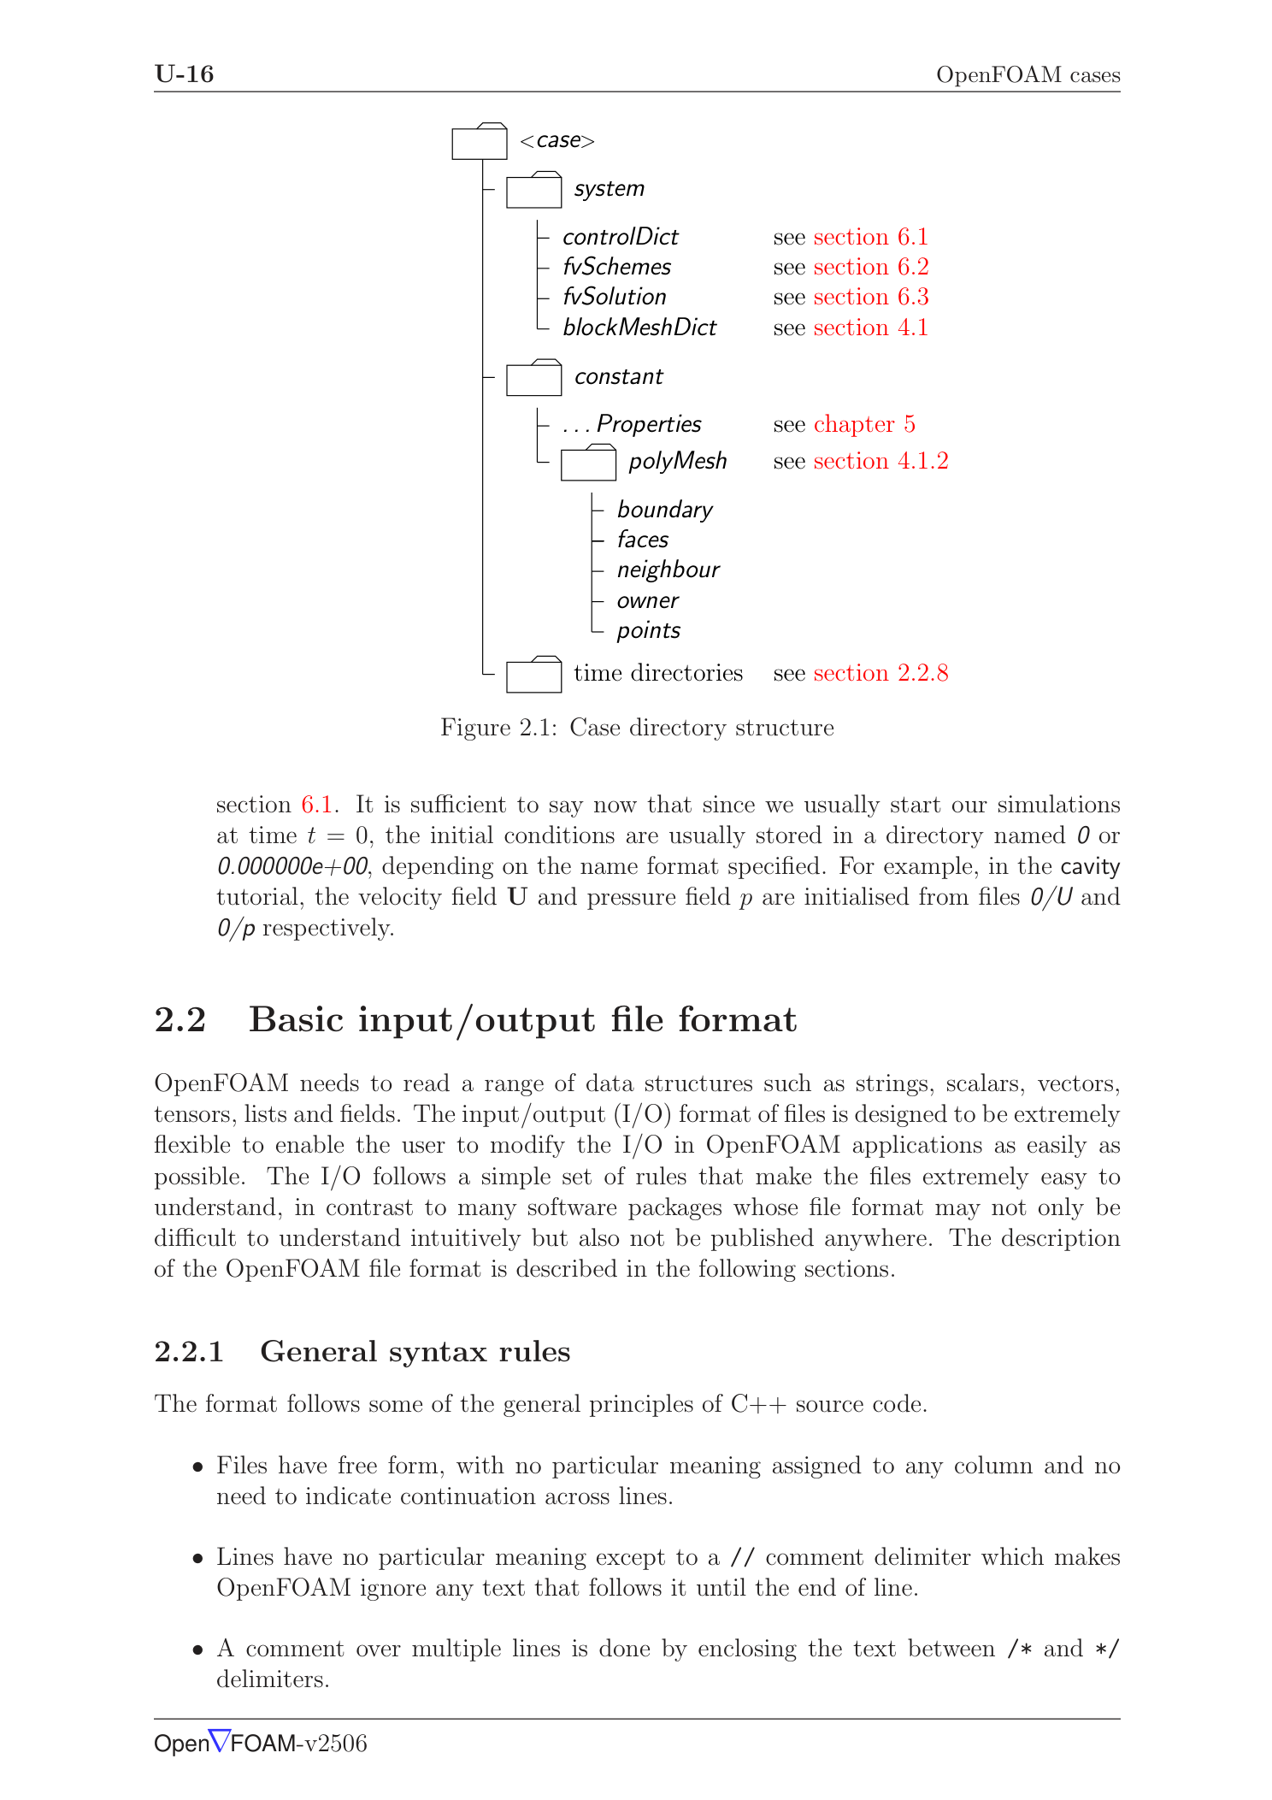 U-16 OpenFOAM cases
<case>
system
controlDict see section 6.1
fvSchemes see section 6.2
fvSolution see section 6.3
blockMeshDict see section 4.1
constant
...Properties see chapter 5
polyMesh see section 4.1.2
boundary
faces
neighbour
owner
points
time directories see section 2.2.8
Figure 2.1: Case directory structure
section 6.1. It is sufficient to say now that since we usually start our simulations
at time t = 0, the initial conditions are usually stored in a directory named 0 or
0.000000e+00, depending on the name format specified. For example, in the cavity
tutorial, the velocity field U and pressure field p are initialised from files 0/U and
0/p respectively.
2.2 Basic input/output file format
OpenFOAM needs to read a range of data structures such as strings, scalars, vectors,
tensors, lists and fields. The input/output (I/O) format of files is designed to be extremely
flexible to enable the user to modify the I/O in OpenFOAM applications as easily as
possible. The I/O follows a simple set of rules that make the files extremely easy to
understand, in contrast to many software packages whose file format may not only be
difficult to understand intuitively but also not be published anywhere. The description
of the OpenFOAM file format is described in the following sections.
2.2.1 General syntax rules
The format follows some of the general principles of C++ source code.
• Files have free form, with no particular meaning assigned to any column and no
need to indicate continuation across lines.
• Lines have no particular meaning except to a // comment delimiter which makes
OpenFOAM ignore any text that follows it until the end of line.
• A comment over multiple lines is done by enclosing the text between /* and */
delimiters.
Open∇FOAM-v2506